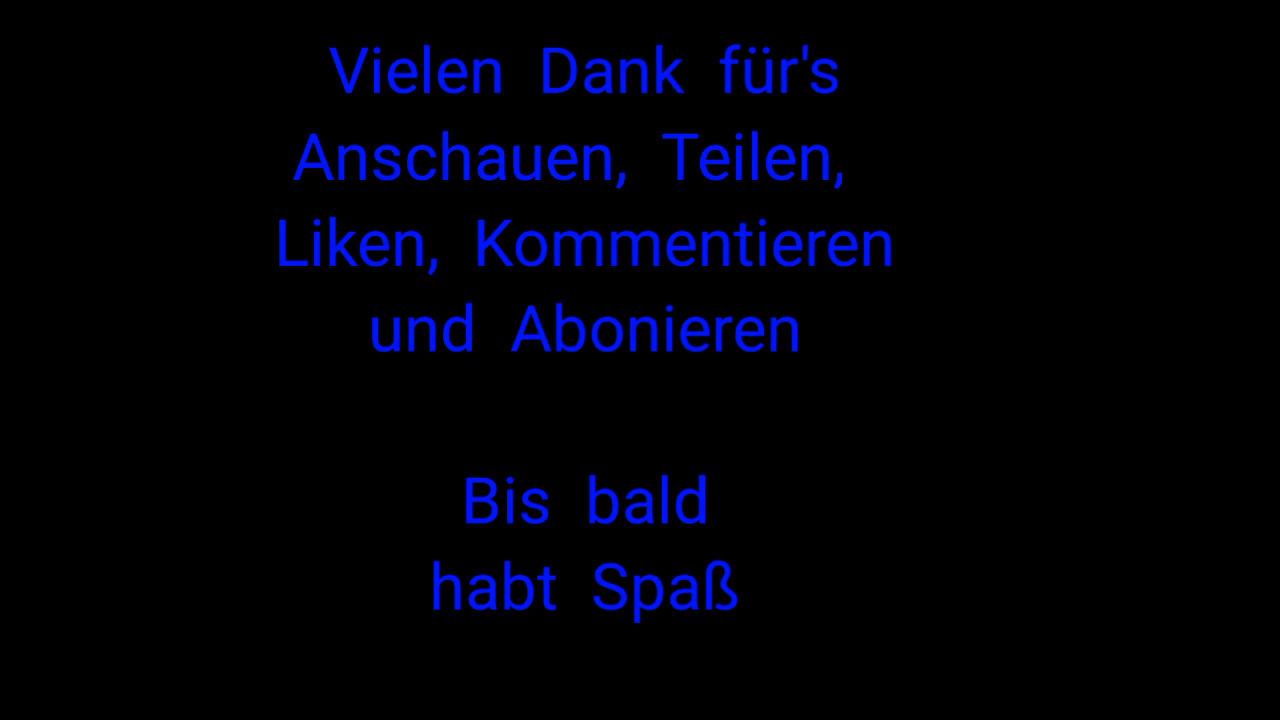 Vielen Dank für's
Anschauen, Teilen,
Liken, Kommentieren
und Abonieren
Bis bald
habt Spaß